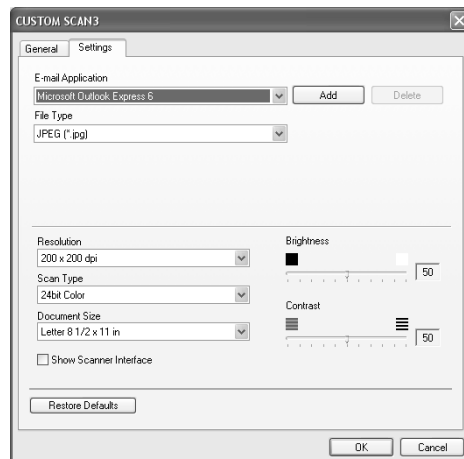 CUSTOM SCAN3
General Settings
E-mail Application
Microsoft Outlook Express 6 Add Delete
File Type
JPEG (*.jpg)
Resolution Brightness
200 x 200 dpi
50
Scan Type
24bit Color
Document Size Contrast
Letter 8 1/2 x 11 in
50
Show Scanner Interface
Restore Defaults
OK Cancel